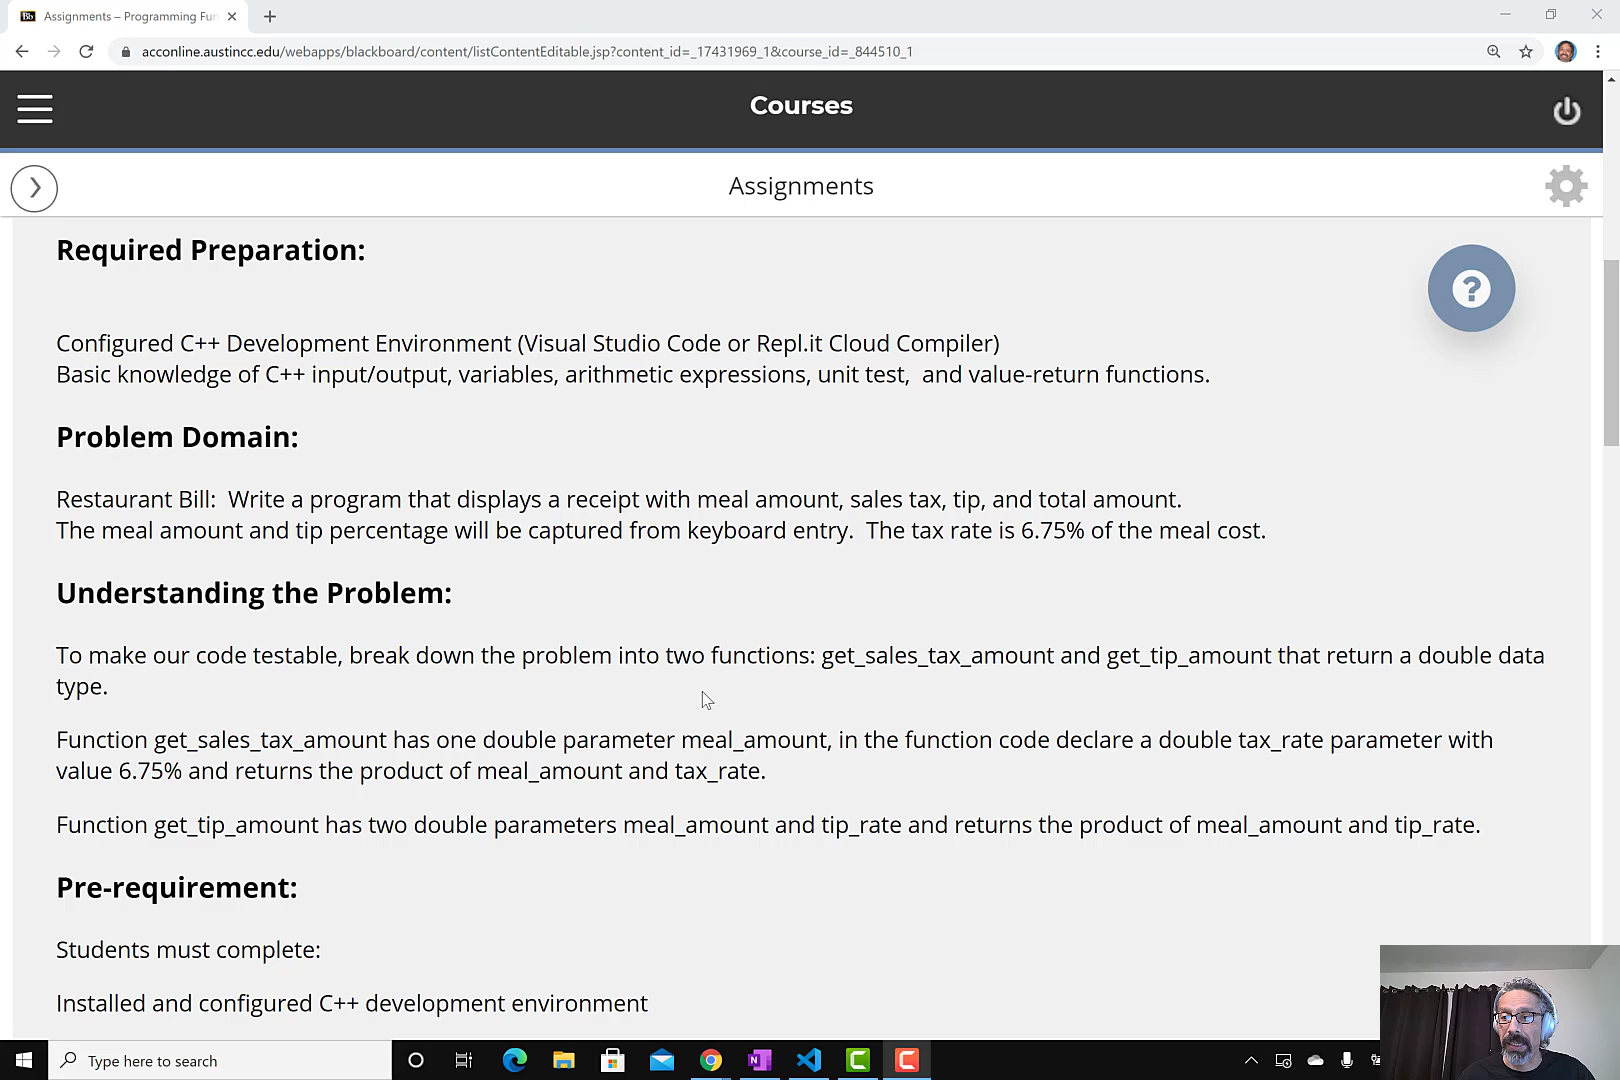 Bb Assignments – Programming Fun
acconline.austincc.edu/webapps/blackboard/content/listContentEditable.jsp?content_id=_17431969_1&course_id=_844510_1
Courses
Assignments
Required Preparation:
?
Configured C++ Development Environment (Visual Studio Code or Repl.it Cloud Compiler)
Basic knowledge of C++ input/output, variables, arithmetic expressions, unit test,  and value-return functions.
Problem Domain:
Restaurant Bill:  Write a program that displays a receipt with meal amount, sales tax, tip, and total amount.
The meal amount and tip percentage will be captured from keyboard entry.  The tax rate is 6.75% of the meal cost.
Understanding the Problem:
To make our code testable, break down the problem into two functions: get_sales_tax_amount and get_tip_amount that return a double data
type.
Function get_sales_tax_amount has one double parameter meal_amount, in the function code declare a double tax_rate parameter with
value 6.75% and returns the product of meal_amount and tax_rate.
Function get_tip_amount has two double parameters meal_amount and tip_rate and returns the product of meal_amount and tip_rate.
Pre-requirement:
Students must complete:
Installed and configured C++ development environment
Type here to search